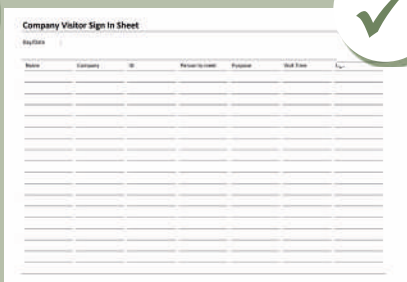 Company Visitor Sign In Sheet
Day/Date :
Name Company ID Person to meet Purpose Visit Time